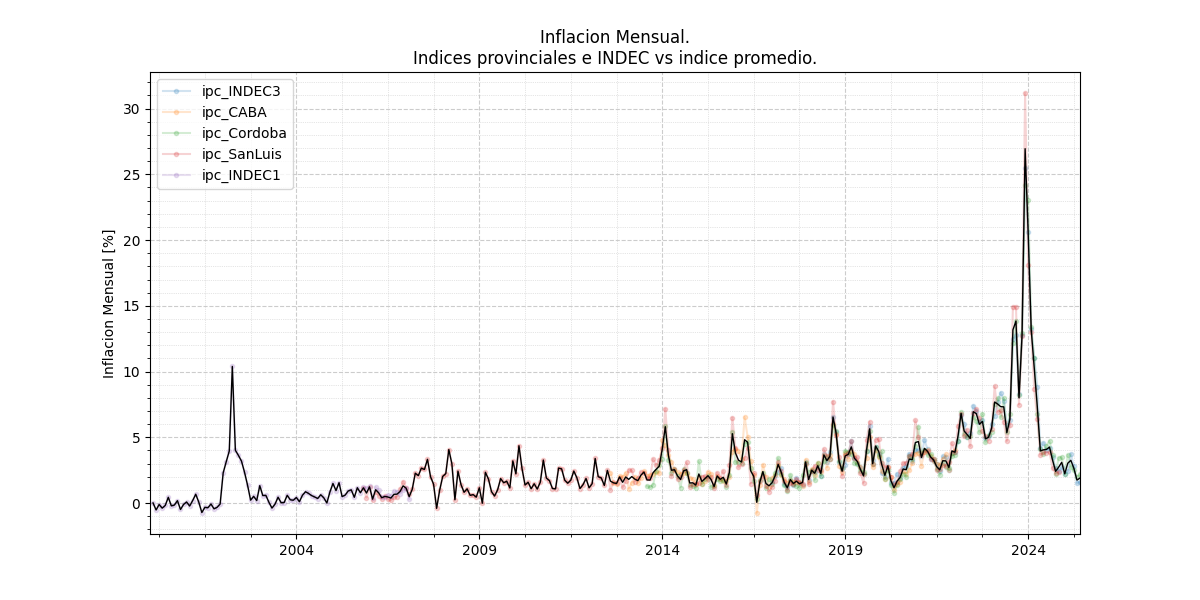 Inflacion Mensual.
Indices provinciales e INDEC vs indice promedio.
ipc_INDEC3
ipc_CABA
ipc_Cordoba
ipc_SanLuis
ipc_INDEC1
Inflacion Mensual [%]
30
25
20
15
10
5
0
2004 2009 2014 2019 2024